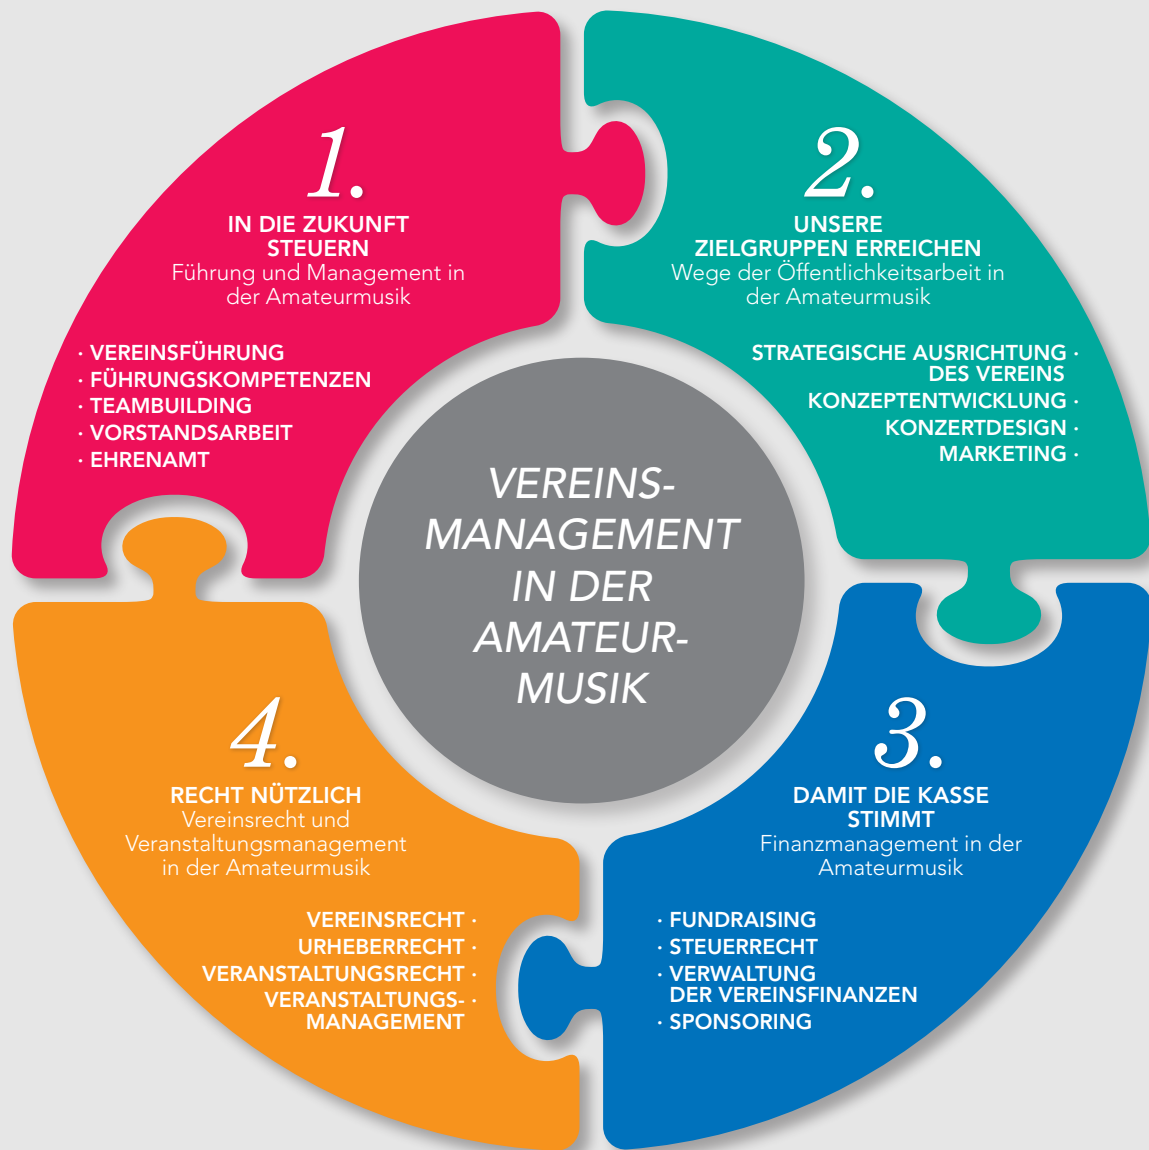 1.
IN DIE ZUKUNFT
STEUERN
Führung und Management in
der Amateurmusik
· VEREINSFÜHRUNG
· FÜHRUNGSKOMPETENZEN
· TEAMBUILDING
· VORSTANDSARBEIT
· EHRENAMT
2.
UNSERE
ZIELGRUPPEN ERREICHEN
Wege der Öffentlichkeitsarbeit in
der Amateurmusik
STRATEGISCHE AUSRICHTUNG ·
DES VEREINS
KONZEPTENTWICKLUNG ·
KONZERTDESIGN ·
MARKETING ·
VEREINS-
MANAGEMENT
IN DER
AMATEUR-
MUSIK
3.
DAMIT DIE KASSE
STIMMT
Finanzmanagement in der
Amateurmusik
· FUNDRAISING
· STEUERRECHT
· VERWALTUNG
DER VEREINSFINANZEN
· SPONSORING
4.
RECHT NÜTZLICH
Vereinsrecht und
Veranstaltungsmanagement
in der Amateurmusik
VEREINSRECHT ·
URHEBERRECHT ·
VERANSTALTUNGSRECHT ·
VERANSTALTUNGS- ·
MANAGEMENT